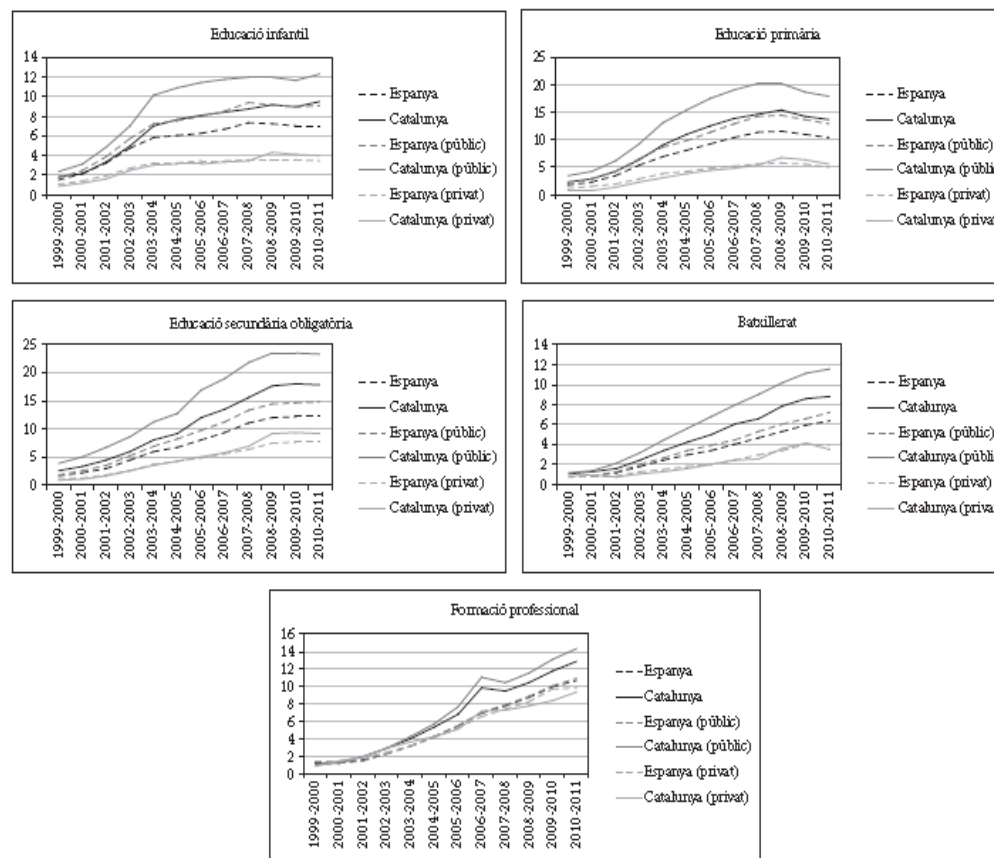 Educació infantil
14
12
10
8
6
4
2
0
1999-2000
2000-2001
2001-2002
2002-2003
2003-2004
2004-2005
2005-2006
2006-2007
2007-2008
2008-2009
2009-2010
2010-2011
Espanya
Catalunya
Espanya (públic)
Catalunya (públic)
Espanya (privat)
Catalunya (privat)
Educació primària
25
20
15
10
5
0
1999-2000
2000-2001
2001-2002
2002-2003
2003-2004
2004-2005
2005-2006
2006-2007
2007-2008
2008-2009
2009-2010
2010-2011
Espanya
Catalunya
Espanya (públic)
Catalunya (públic
Espanya (privat)
Catalunya (privat
Educació secundària obligatòria
25
20
15
10
5
0
1999-2000
2000-2001
2001-2002
2002-2003
2003-2004
2004-2005
2005-2006
2006-2007
2007-2008
2008-2009
2009-2010
2010-2011
Espanya
Catalunya
Espanya (públic)
Catalunya (públic)
Espanya (privat)
Catalunya (privat)
Batxillerat
14
12
10
8
6
4
2
0
1999-2000
2000-2001
2001-2002
2002-2003
2003-2004
2004-2005
2005-2006
2006-2007
2007-2008
2008-2009
2009-2010
2010-2011
Espanya
Catalunya
Espanya (públic)
Catalunya (públic
Espanya (privat)
Catalunya (privat
Formació professional
16
14
12
10
8
6
4
2
0
1999-2000
2000-2001
2001-2002
2002-2003
2003-2004
2004-2005
2005-2006
2006-2007
2007-2008
2008-2009
2009-2010
2010-2011
Espanya
Catalunya
Espanya (públic)
Catalunya (públic)
Espanya (privat)
Catalunya (privat)